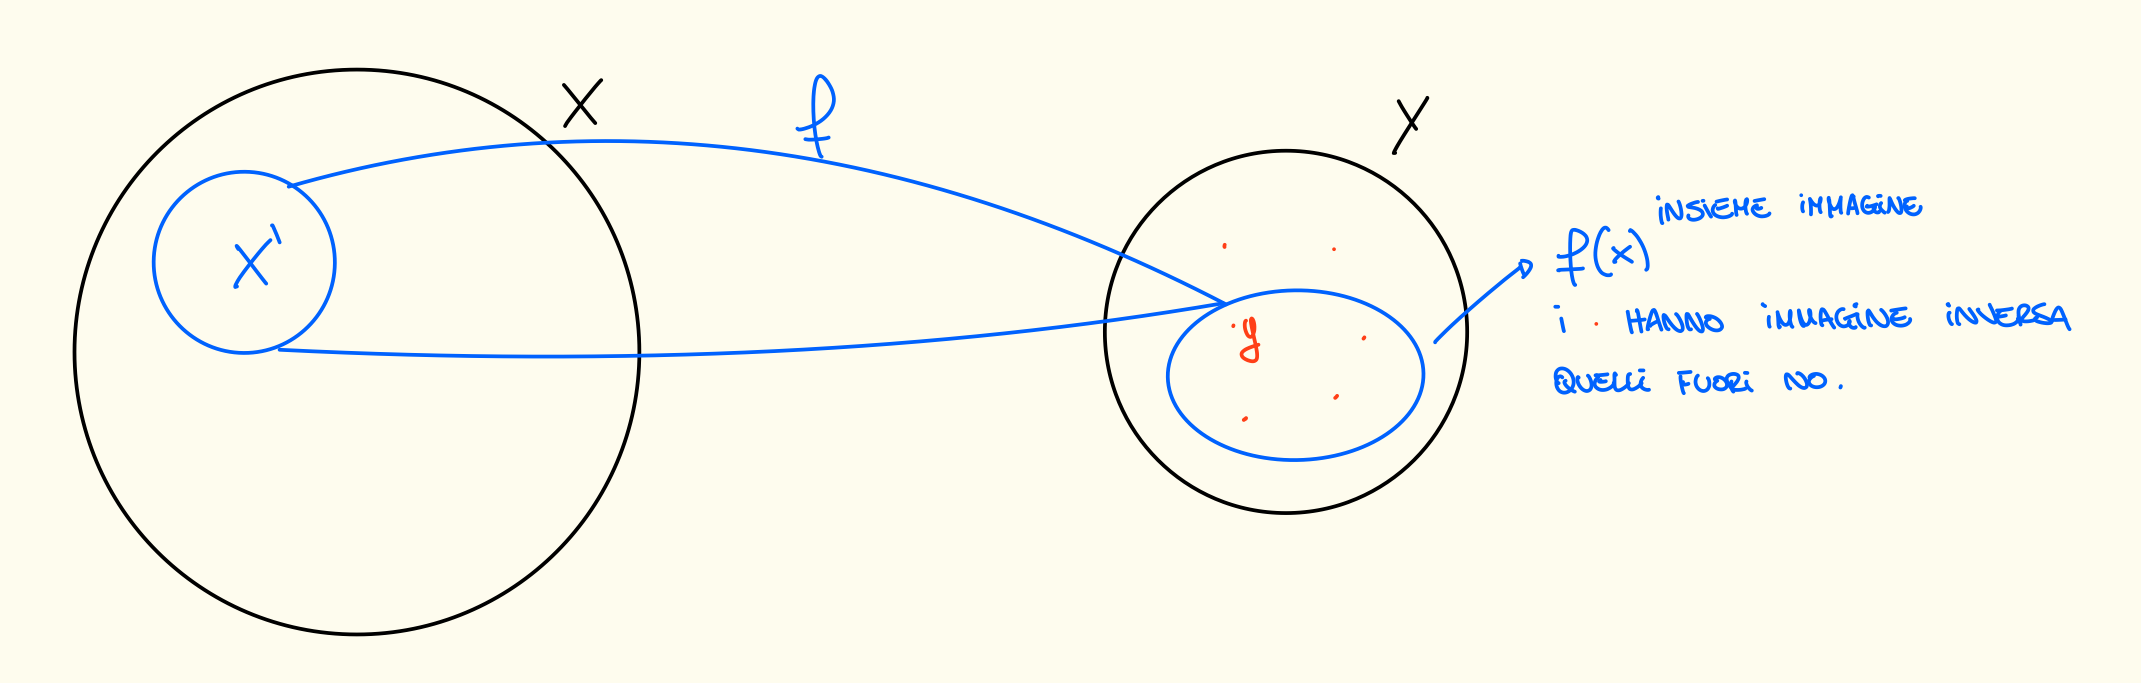 X
f
Y
X'
INSIEME IMMAGINE
f(x)
y
I · HANNO IMMAGINE INVERSA
QUELLI FUORI NO.